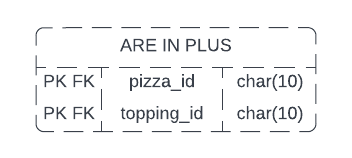 ARE IN PLUS
PK FK pizza_id char(10)
PK FK topping_id char(10)